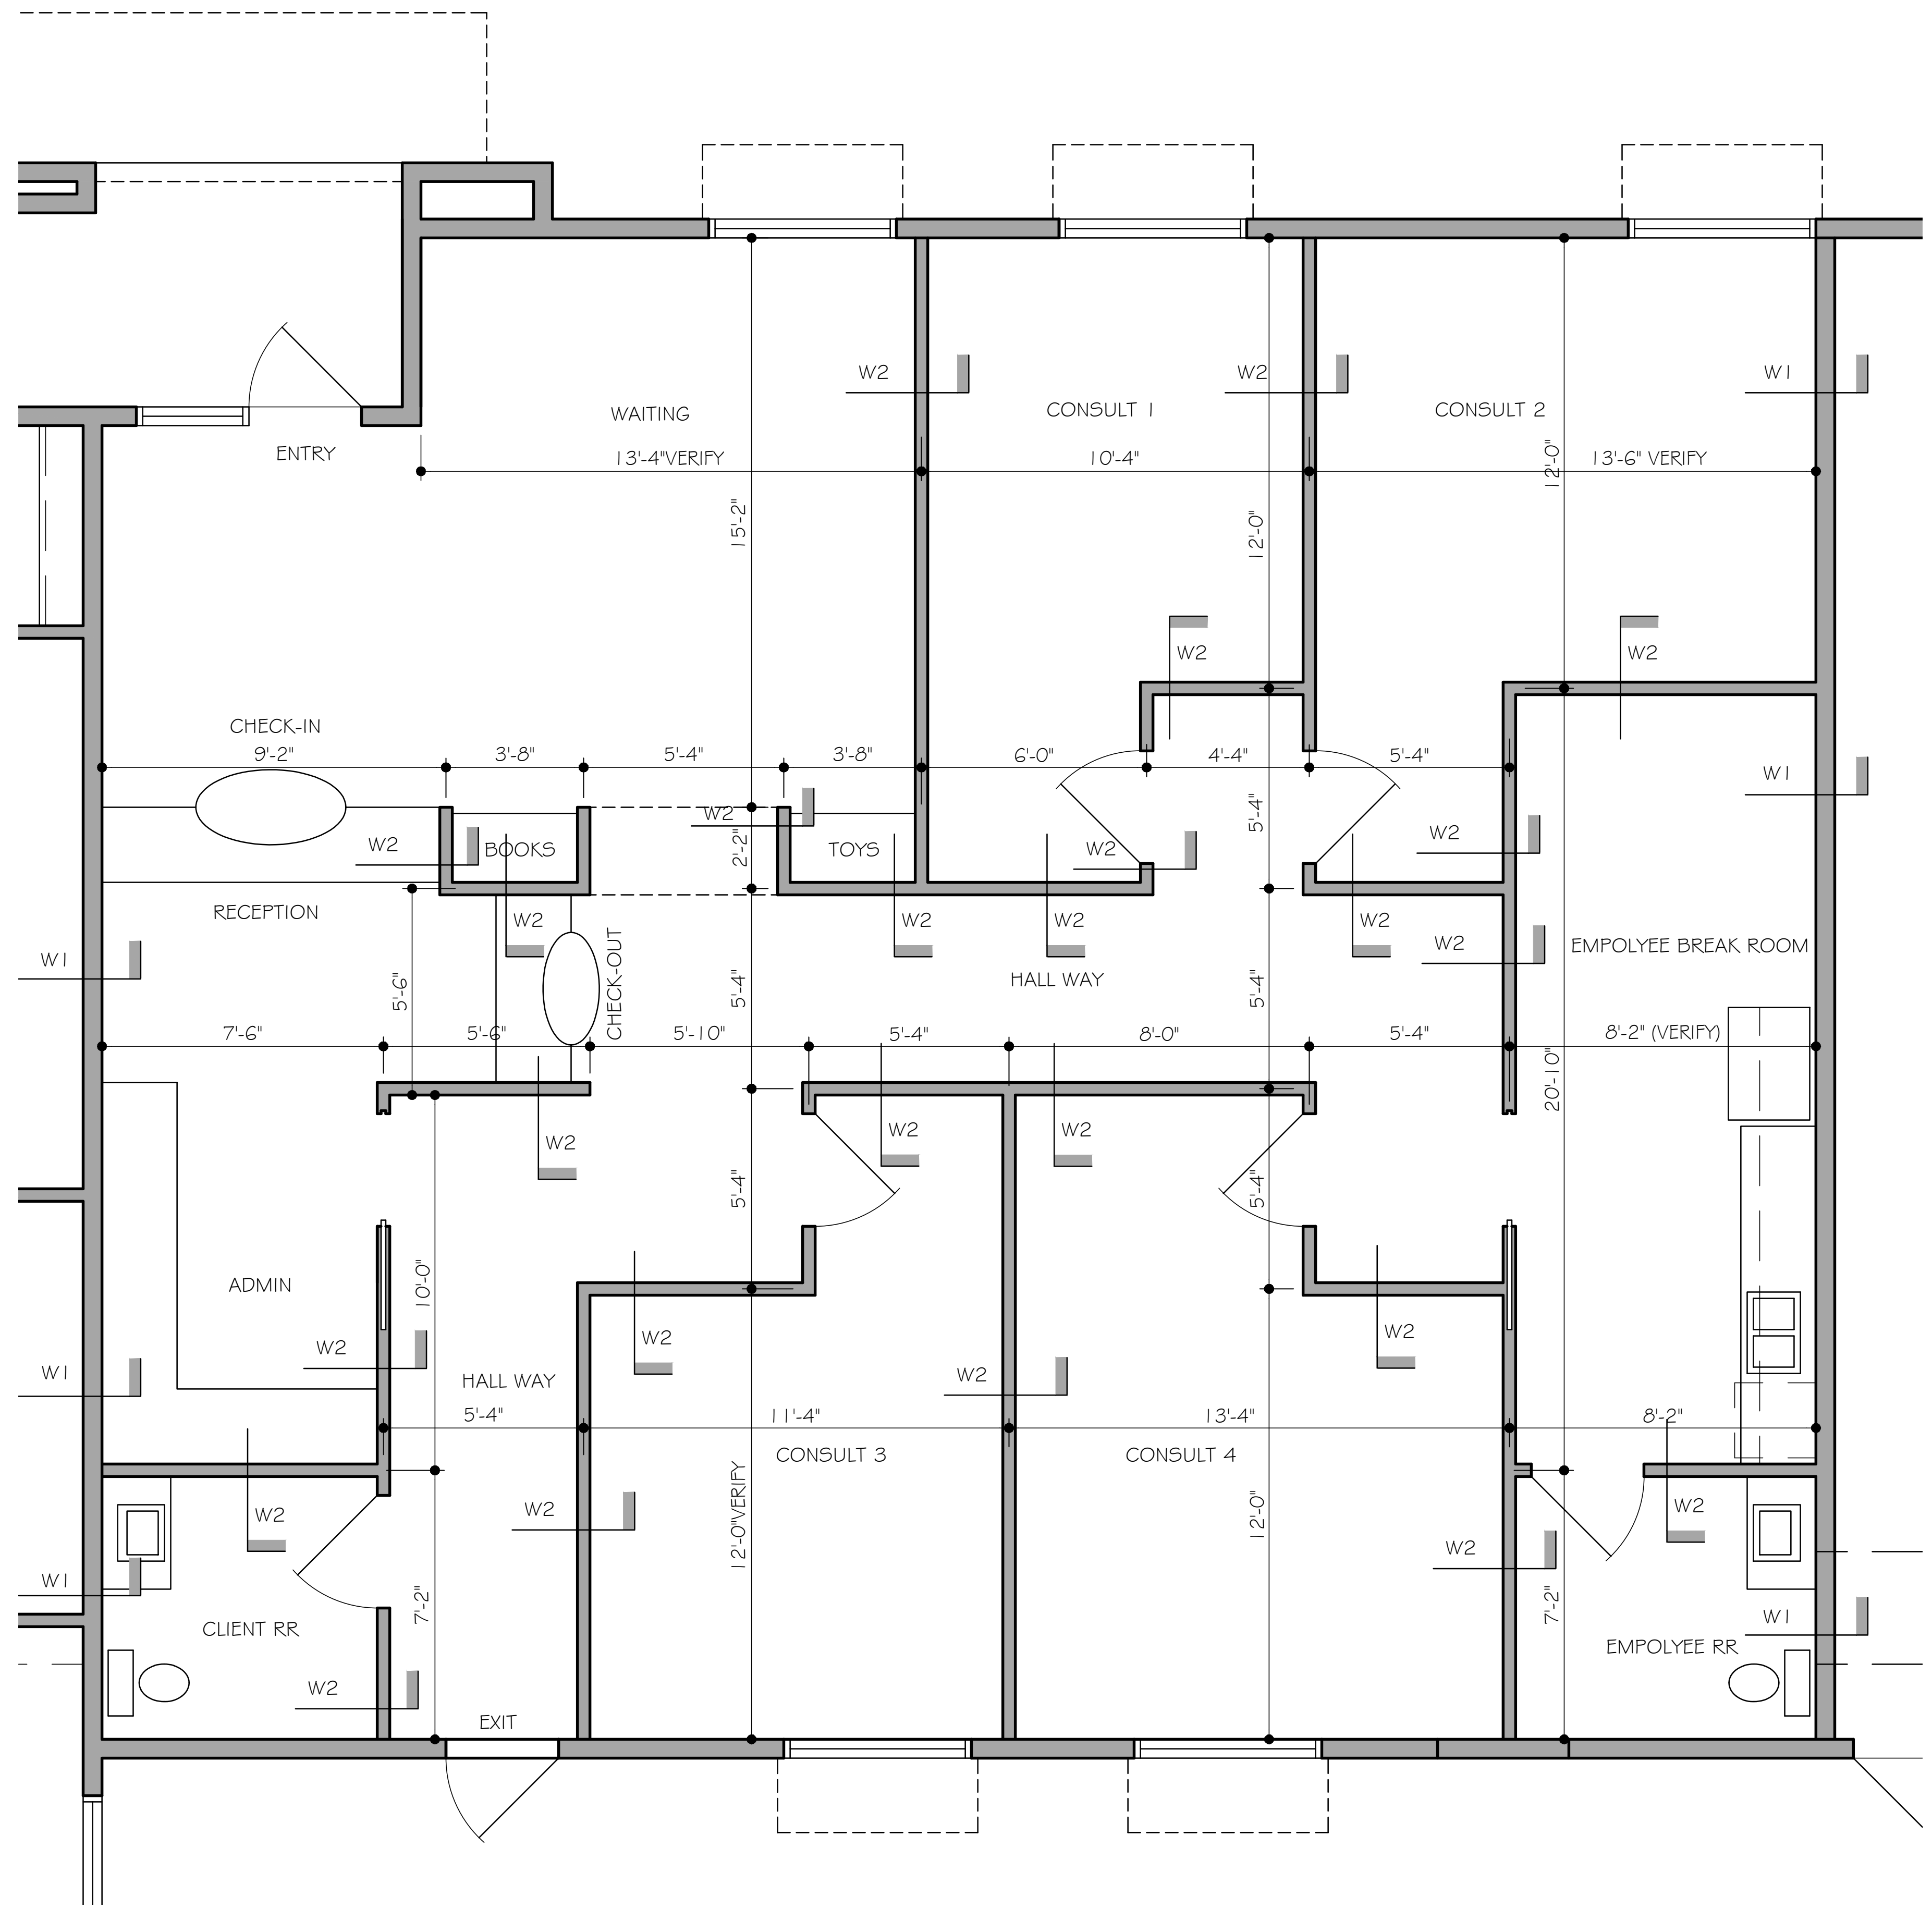 W2
W2
W1
WAITING
CONSULT 1
CONSULT 2
ENTRY
13'-4"VERIFY
10'-4"
12'-0"
13'-6" VERIFY
15'-2"
12'-0"
W2
W2
CHECK-IN
9'-2"
3'-8"
5'-4"
3'-8"
6'-0"
4'-4"
5'-4"
W1
W2
5'-4"
W2
BOOKS
2'-2"
TOYS
W2
W2
RECEPTION
W2
W2
W2
W2
W2
EMPOLYEE BREAK ROOM
W1
CHECK-OUT
HALL WAY
5'-6"
5'-4"
5'-4"
7'-6"
5'-6"
5'-10"
5'-4"
8'-0"
5'-4"
8'-2" (VERIFY)
20'-10"
W2
W2
W2
5'-4"
5'-4"
ADMIN
10'-0"
W2
W2
W2
W1
HALL WAY
W2
5'-4"
11'-4"
13'-4"
8'-2"
CONSULT 3
CONSULT 4
W2
W2
12'-0"VERIFY
12'-0"
W2
W2
W1
7'-2"
7'-2"
CLIENT RR
W1
EMPOLYEE RR
W2
EXIT